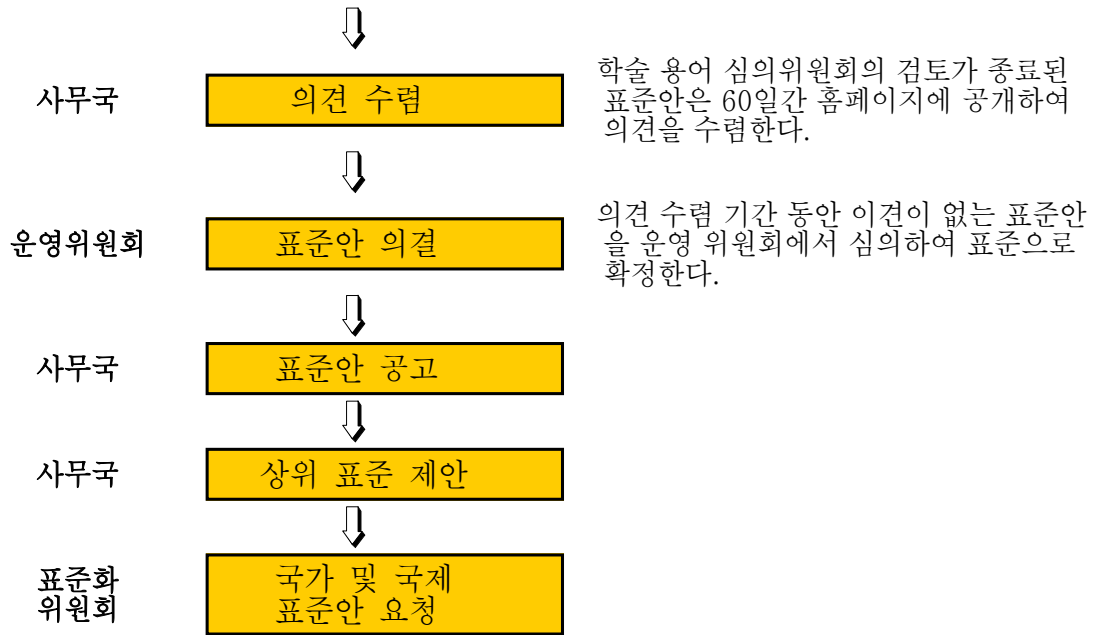 사무국
의견 수렴
학술 용어 심의위원회의 검토가 종료된
표준안은 60일간 홈페이지에 공개하여
의견을 수렴한다.
운영위원회
표준안 의결
의견 수렴 기간 동안 이견이 없는 표준안
을 운영 위원회에서 심의하여 표준으로
확정한다.
사무국
표준안 공고
사무국
상위 표준 제안
표준화
위원회
국가 및 국제
표준안 요청